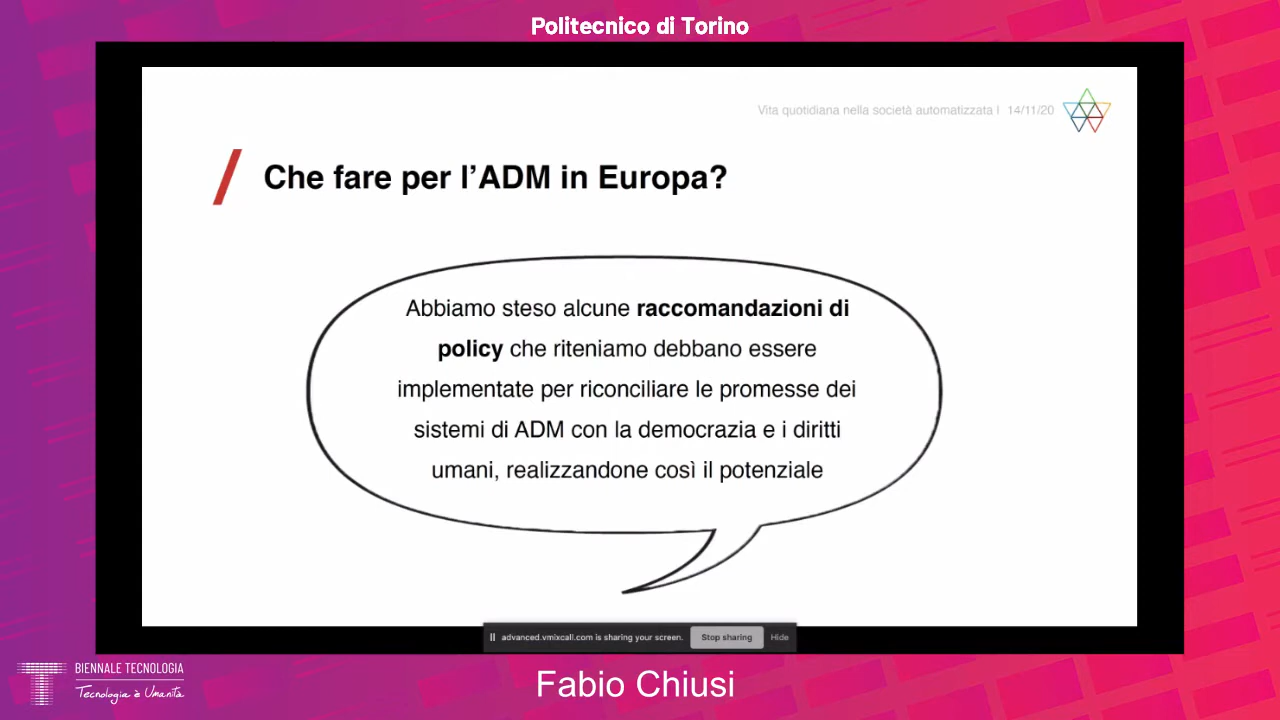 Politecnico di Torino
Vita quotidiana nella società automatizzata I 14/11/20
Che fare per l'ADM in Europa?
Abbiamo steso alcune raccomandazioni di
policy che riteniamo debbano essere
implementate per riconciliare le promesse dei
sistemi di ADM con la democrazia e i diritti
umani, realizzandone così il potenziale
advanced.vmixcall.com is sharing your screen. Stop sharing Hide
BIENNALE TECNOLOGIA
Tecnologia è Umanità
Fabio Chiusi